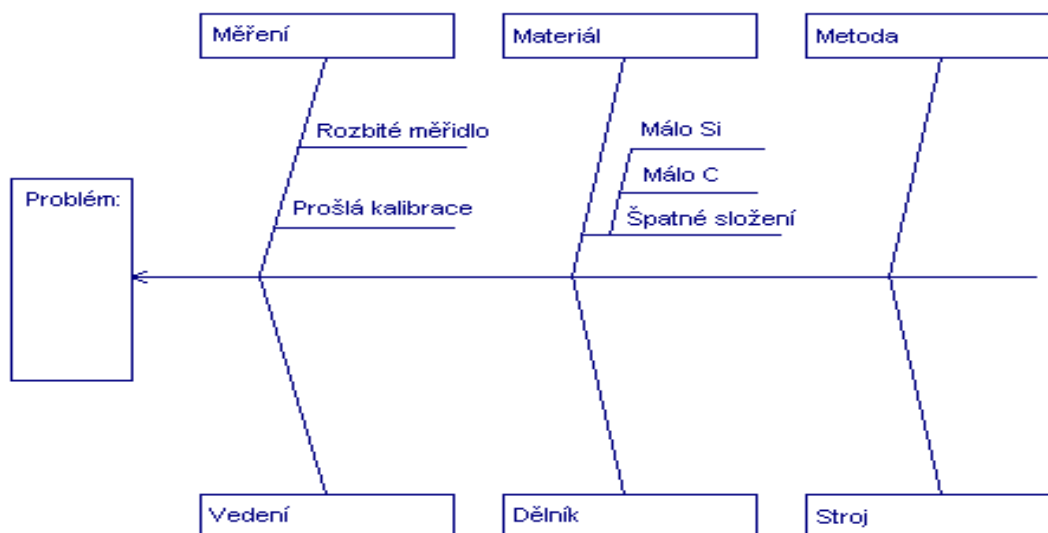 Měření
Materiál
Metoda
Rozbité měřidlo
Málo Si
Málo C
Problém:
Prošlá kalibrace
Špatné složení
Vedení
Dělník
Stroj